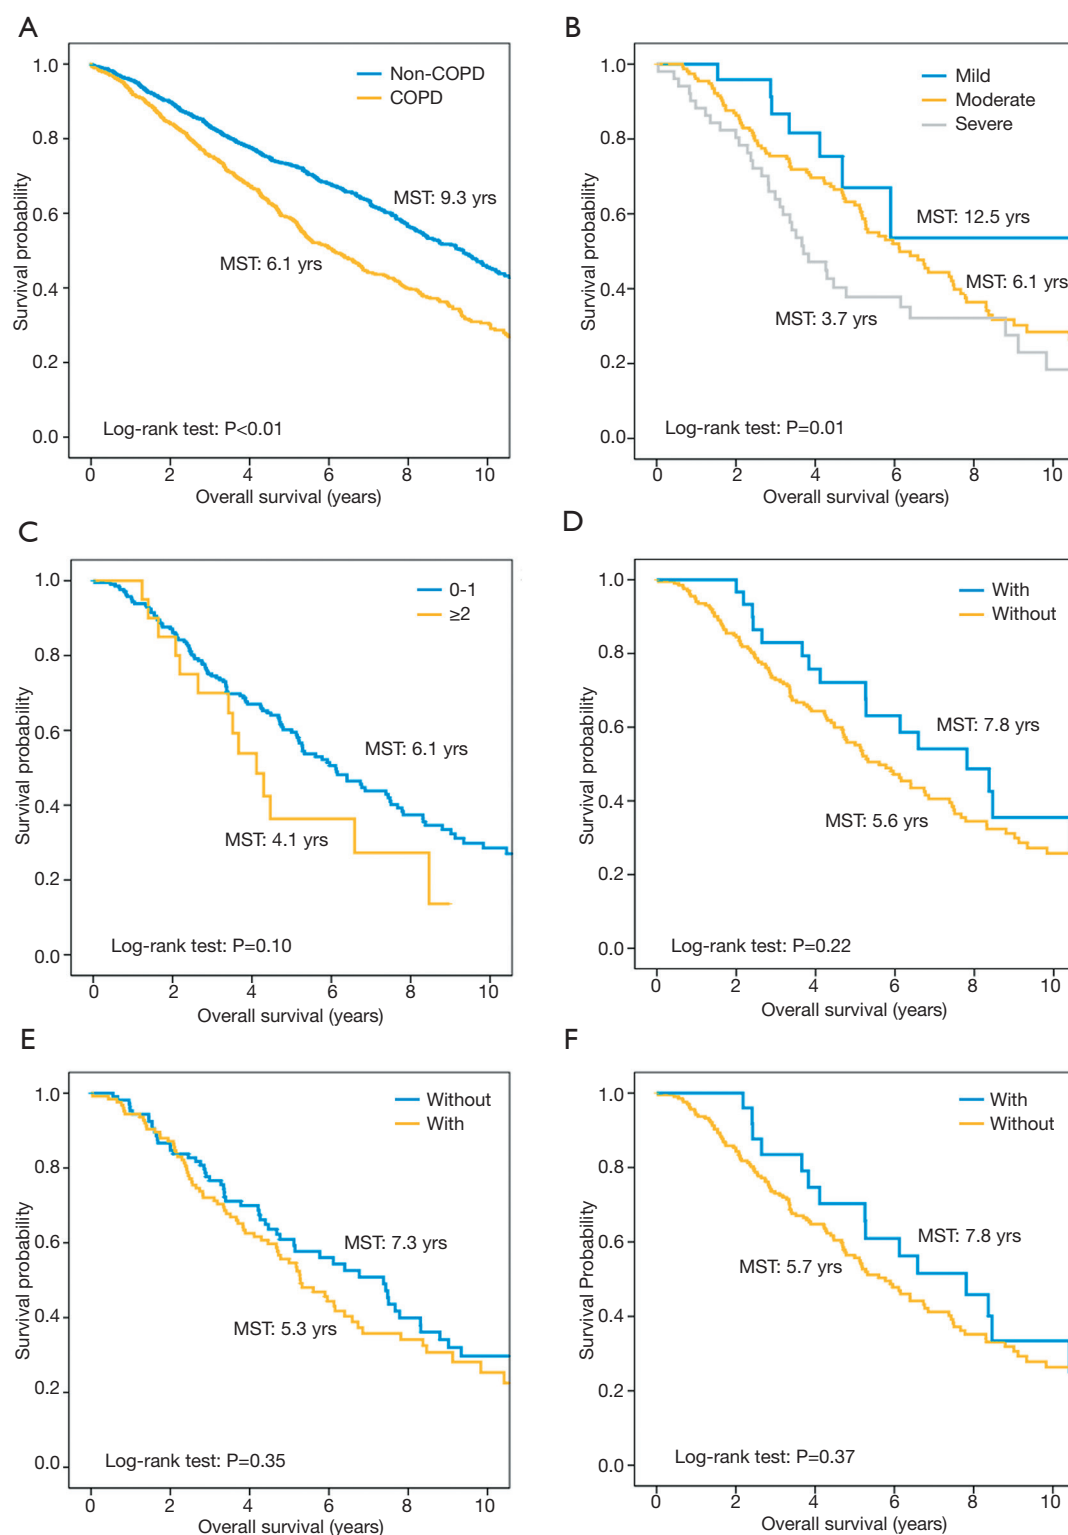 A
Non-COPD
COPD
MST: 9.3 yrs
MST: 6.1 yrs
Log-rank test: P<0.01
Survival probability
1.0
0.8
0.6
0.4
0.2
0.0
0 2 4 6 8 10
Overall survival (years)
B
Mild
Moderate
Severe
MST: 12.5 yrs
MST: 6.1 yrs
MST: 3.7 yrs
Log-rank test: P=0.01
Survival probability
1.0
0.8
0.6
0.4
0.2
0.0
0 2 4 6 8 10
Overall survival (years)
C
0-1
≥2
MST: 6.1 yrs
MST: 4.1 yrs
Log-rank test: P=0.10
Survival probability
1.0
0.8
0.6
0.4
0.2
0.0
0 2 4 6 8 10
Overall survival (years)
D
With
Without
MST: 7.8 yrs
MST: 5.6 yrs
Log-rank test: P=0.22
Survival probability
1.0
0.8
0.6
0.4
0.2
0.0
0 2 4 6 8 10
Overall survival (years)
E
Without
With
MST: 7.3 yrs
MST: 5.3 yrs
Log-rank test: P=0.35
Survival probability
1.0
0.8
0.6
0.4
0.2
0.0
0 2 4 6 8 10
Overall survival (years)
F
With
Without
MST: 7.8 yrs
MST: 5.7 yrs
Log-rank test: P=0.37
Survival Probability
1.0
0.8
0.6
0.4
0.2
0.0
0 2 4 6 8 10
Overall survival (years)